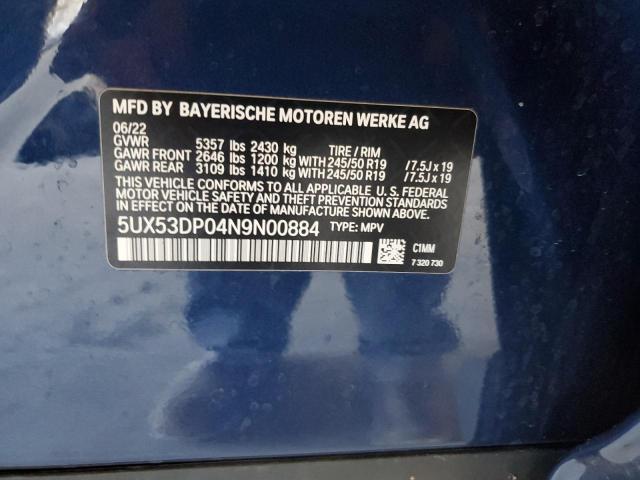 MFD BY BAYERISCHE MOTOREN WERKE AG
06/22
GVWR 5357 lbs 2430 kg TIRE / RIM
GAWR FRONT 2646 lbs 1200 kg WITH 245/50 R19 /7.5J x 19
GAWR REAR 3109 lbs 1410 kg WITH 245/50 R19 /7.5J x 19
THIS VEHICLE CONFORMS TO ALL APPLICABLE U. S. FEDERAL
MOTOR VEHICLE SAFETY AND THEFT PREVENTION STANDARDS
IN EFFECT ON THE DATE OF MANUFACTURE SHOWN ABOVE.
5UX53DP04N9N00884 TYPE: MPV
C1MM
7 320 730